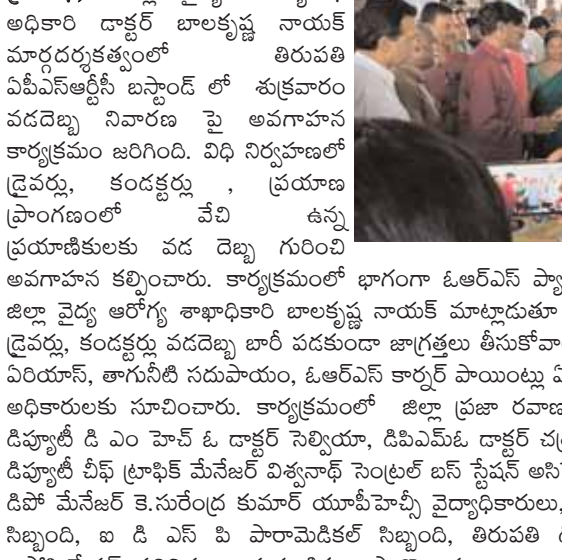 అధికారి డాక్టర్ బాలకృష్ణ నాయక్
మార్గదర్శకత్వంలో తిరుపతి
ఏపీఎస్ఆర్టీసీ బస్టాండ్ లో శుక్రవారం
వడదెబ్బ నివారణ పై అవగాహన
కార్యక్రమం జరిగింది. విధి నిర్వహణలో
డ్రైవర్లు, కండక్టర్లు , ప్రయాణ
ప్రాంగణంలో వేచి ఉన్న
ప్రయాణికులకు వడ దెబ్బ గురించి
అవగాహన కల్పించారు. కార్యక్రమంలో భాగంగా ఓఆర్ఎస్ ప్యా
జిల్లా వైద్య ఆరోగ్య శాఖాధికారి బాలకృష్ణ నాయక్ మాట్లాడుతూ
డ్రైవర్లు, కండక్టర్లు వడదెబ్బ బారీ పడకుండా జాగ్రత్తలు తీసుకోవా
ఏరియాస్, తాగునీటి సదుపాయం, ఓఆర్ఎస్ కార్నర్ పాయింట్లు ఏ
అధికారులకు సూచించారు. కార్యక్రమంలో జిల్లా ప్రజా రవాణ
డిప్యూటీ డి ఎం హెచ్ ఓ డాక్టర్ సెల్వియా, డిపిఎమ్ఓ డాక్టర్
డిప్యూటీ చీఫ్ ట్రాఫిక్ మేనేజర్ విశ్వనాథ్ సెంట్రల్ బస్ స్టేషన్
డిపో మేనేజర్ కె.సురేంద్ర కుమార్ యూపీహెచ్సీ వైద్యాధికారులు,
సిబ్బంది, ఐ డి ఎస్ పి పారామెడికల్ సిబ్బంది, తిరుపతి